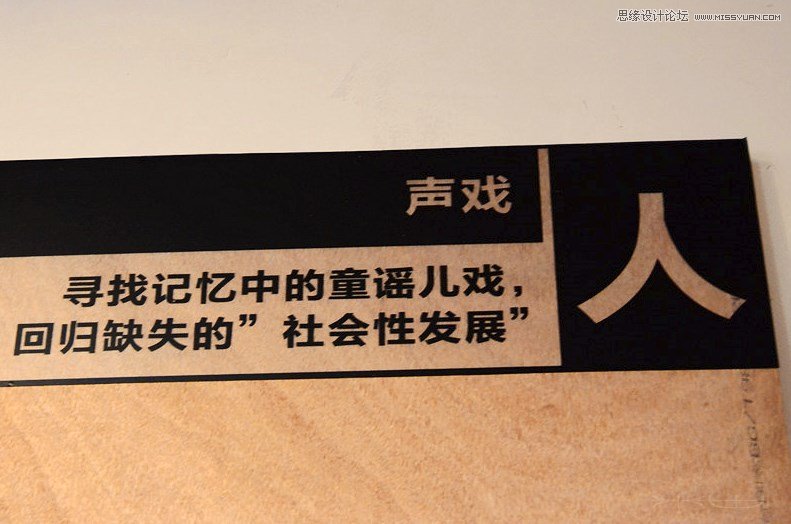 思缘设计论坛 WWW.MISSYUAN.COM
声戏
人
寻找记忆中的童谣儿戏，
回归缺失的”社会性发展”